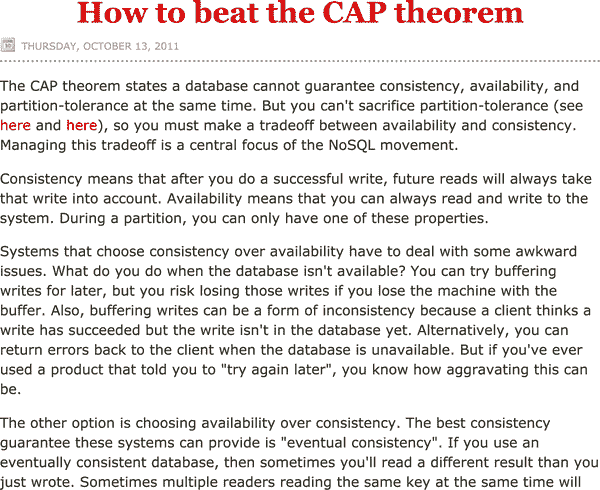 How to beat the CAP theorem
THURSDAY, OCTOBER 13, 2011
The CAP theorem states a database cannot guarantee consistency, availability, and
partition-tolerance at the same time. But you can't sacrifice partition-tolerance (see
here and here), so you must make a tradeoff between availability and consistency.
Managing this tradeoff is a central focus of the NoSQL movement.
Consistency means that after you do a successful write, future reads will always take
that write into account. Availability means that you can always read and write to the
system. During a partition, you can only have one of these properties.
Systems that choose consistency over availability have to deal with some awkward
issues. What do you do when the database isn't available? You can try buffering
writes for later, but you risk losing those writes if you lose the machine with the
buffer. Also, buffering writes can be a form of inconsistency because a client thinks a
write has succeeded but the write isn't in the database yet. Alternatively, you can
return errors back to the client when the database is unavailable. But if you've ever
used a product that told you to "try again later", you know how aggravating this can
be.
The other option is choosing availability over consistency. The best consistency
guarantee these systems can provide is "eventual consistency". If you use an
eventually consistent database, then sometimes you'll read a different result than you
just wrote. Sometimes multiple readers reading the same key at the same time will